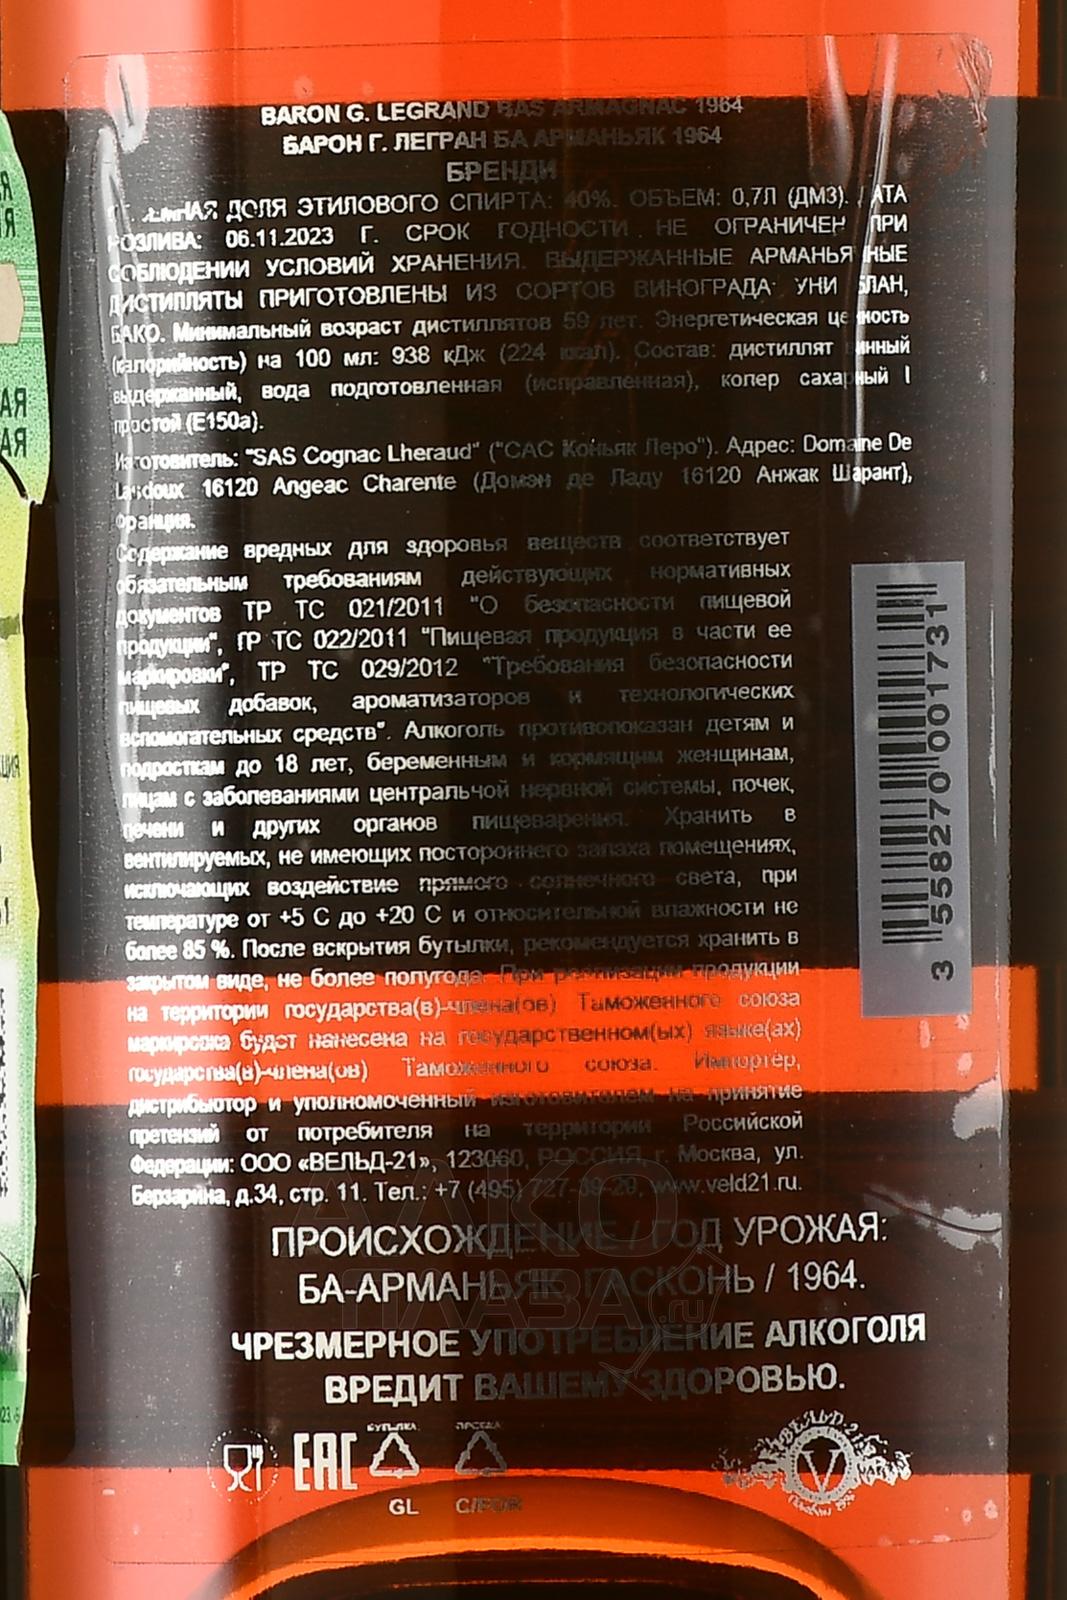 BARON G. LEGRAND BAS ARMAGNAC 1964
БАРОН Г. ЛЕГРАН БА АРМАНЬЯК 1964
БРЕНДИ
ДОЛЯ ЭТИЛОВОГО СПИРТА: 40%. ОБЪЕМ: 0,7Л (ДМ3). ДАТА
РОЗЛИВА: 06.11.2023 Г. СРОК ГОДНОСТИ НЕ ОГРАНИЧЕН ПРИ
СОБЛЮДЕНИИ УСЛОВИЙ ХРАНЕНИЯ. ВЫДЕРЖАННЫЕ АРМАНЬЯЧНЫЕ
ДИСТИЛЛЯТЫ ПРИГОТОВЛЕНЫ ИЗ СОРТОВ ВИНОГРАДА: УНИ БЛАН,
БАКО. Минимальный возраст дистиллятов 59 лет. Энергетическая ценность
(калорийность) на 100 мл: 938 кДж (224 ккал). Состав: дистиллят винный
выдержанный, вода подготовленная (исправленная), колер сахарный I
простой (Е150а).
Изготовитель: "SAS Cognac Lheraud" ("САС Коньяк Леро"). Адрес: Domaine De
Lasdoux 16120 Angeac Charente (Домэн де Ладу 16120 Анжак Шарант),
Франция.
Содержание вредных для здоровья веществ соответствует
обязательным требованиям действующих нормативных
документов ТР ТС 021/2011 "О безопасности пищевой
продукции", ТР ТС 022/2011 "Пищевая продукция в части ее
маркировки", ТР ТС 029/2012 "Требования безопасности
пищевых добавок, ароматизаторов и технологических
вспомогательных средств". Алкоголь противопоказан детям и
подросткам до 18 лет, беременным и кормящим женщинам,
лицам с заболеваниями центральной нервной системы, почек,
печени и других органов пищеварения. Хранить в
вентилируемых, не имеющих постороннего запаха помещениях,
исключающих воздействие прямого солнечного света, при
температуре от +5 С до +20 С и относительной влажности не
более 85 %. После вскрытия бутылки, рекомендуется хранить в
закрытом виде, не более полугода. При реализации продукции
на территории государства(в)-члена(ов) Таможенного союза
маркировка будет нанесена на государственном(ых) языке(ах)
государства(в)-члена(ов) Таможенного союза. Импортёр,
дистрибьютор и уполномоченный изготовителем на принятие
претензий от потребителя на территории Российской
Федерации: ООО «ВЕЛЬД-21», 123060, РОССИЯ, г. Москва, ул.
Берзарина, д.34, стр. 11. Тел.: +7 (495) 727-39-29, www.veld21.ru.
ПРОИСХОЖДЕНИЕ / ГОД УРОЖАЯ:
БА-АРМАНЬЯК, ГАСКОНЬ / 1964.
ЧРЕЗМЕРНОЕ УПОТРЕБЛЕНИЕ АЛКОГОЛЯ
ВРЕДИТ ВАШЕМУ ЗДОРОВЬЮ.
EAC
БУТЫЛКА
ПРОБКА
GL
C/FOR
ВЕЛЬД-21
V
3 558270 001731
АЛКО
ПЛАЗА
.ru